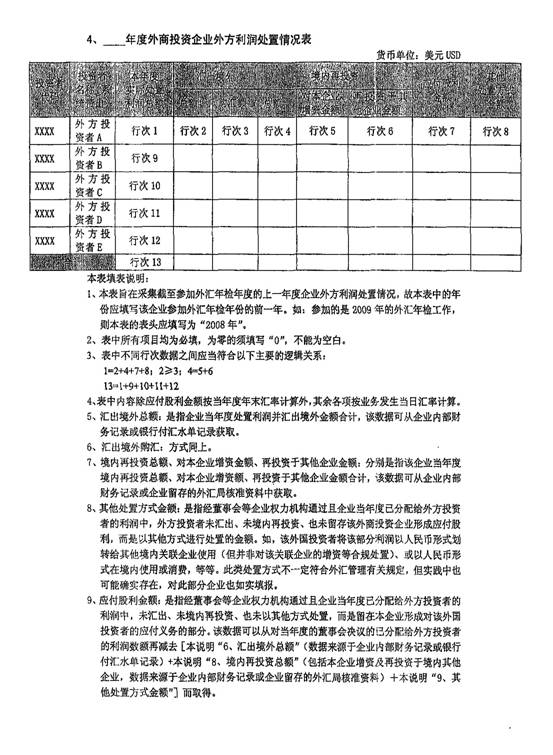 4、____年度外商投资企业外方利润处置情况表
货币单位：美元 USD
投资者 投资者 本年度 境内再投资 其他
XXXX 外方投资者A 行次1 行次2 行次3 行次4 行次5 行次6 行次7 行次8
XXXX 外方投资者B 行次9
XXXX 外方投资者C 行次10
XXXX 外方投资者D 行次11
XXXX 外方投资者E 行次12
行次13
本表填表说明：
1、本表旨在采集截至参加外汇年检年度的上一年度企业外方利润处置情况，故本表中的年
份应填写该企业参加外汇年检年份的前一年。如：参加的是 2009 年的外汇年检工作，
则本表的表头应填写为“2008 年”。
2、表中所有项目均为必填，为零的须填写“0”，不能为空白。
3、表中不同行次数据之间应当符合以下主要的逻辑关系：
1=2+4+7+8；2≥3；4=5+6
13=1+9+10+11+12
4、表中内容除应付股利金额按当年度年末汇率计算外，其余各项按业务发生当日汇率计算。
5、汇出境外总额：是指企业当年度处置利润并汇出境外金额合计，该数据可从企业内部财
务记录或银行付汇水单记录获取。
6、汇出境外购汇：方式同上。
7、境内再投资总额、对本企业增资金额、再投资于其他企业金额：分别是指该企业当年度
境内再投资总额、对本企业增资额、再投资于其他企业金额合计，该数据可从企业内部
财务记录或企业留存的外汇局核准资料中获取。
8、其他处置方式金额：是指经董事会等企业权力机构通过且企业当年度已分配给外方投资者
的利润中，外方投资者未汇出、未境内再投资、也未留存该外商投资企业形成应付股
利，而是以其他方式进行处置的金额。如，该外国投资者将该部分利润以人民币形式划
转给其他境内关联企业使用（但并非对该关联企业的增资等合规处置）、或以人民币形
式在境内使用或消费，等等。此类处置方式不一定符合外汇管理有关规定，但实践中也
可能确实存在，对此部分企业也如实填报。
9、应付股利金额：是指经董事会等企业权力机构通过且企业当年度已分配给外方投资者的
利润中，未汇出、未境内再投资、也未以其他方式处置，而是留在本企业形成对该外国
投资者的应付义务的部分。该数据可以从对当年度的董事会决议的已分配给外方投资者
的利润数额再减去［本说明“6、汇出境外总额”（数据来源于企业内部财务记录或银行
付汇水单记录）+本说明“8、境内再投资总额”（包括本企业增资及再投资于境内其他
企业，数据来源于企业内部财务记录或企业留存的外汇局核准资料）＋本说明“9、其
他处置方式金额”］而取得。